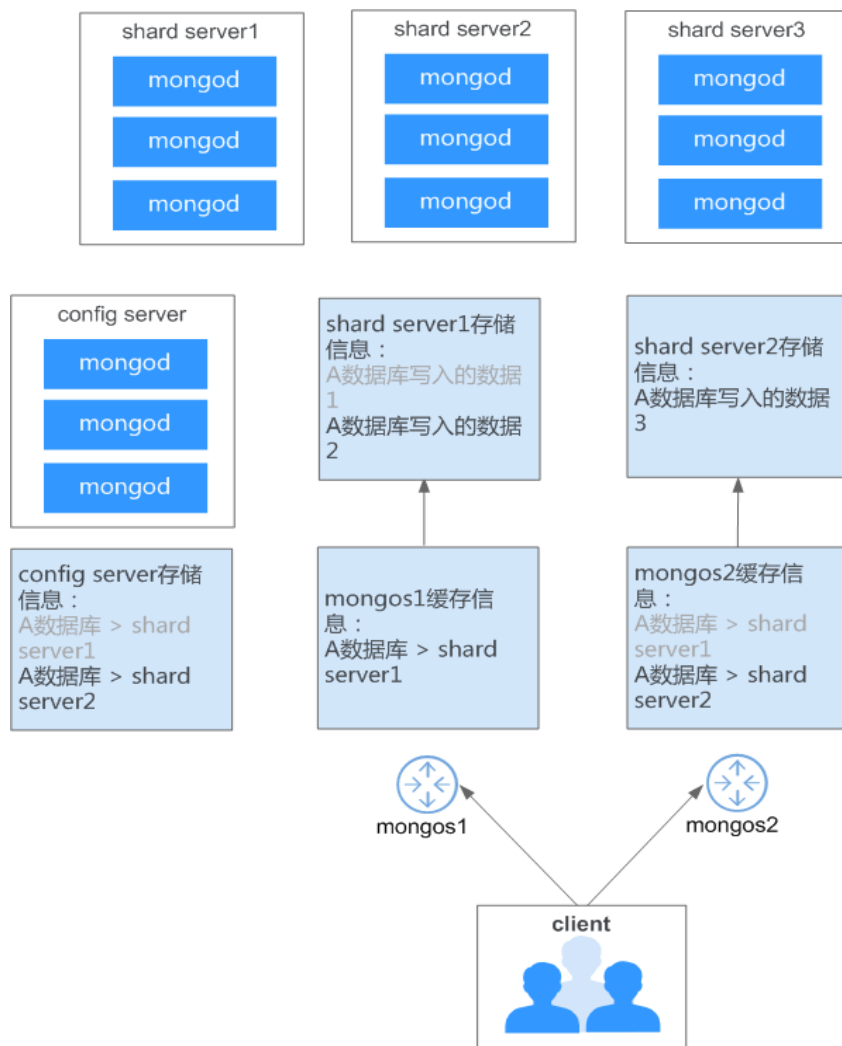 shard server1
mongod
mongod
mongod
shard server2
mongod
mongod
mongod
shard server3
mongod
mongod
mongod
config server
mongod
mongod
mongod
shard server1存储
信息：
A数据库写入的数据
1
A数据库写入的数据
2
shard server2存储
信息：
A数据库写入的数据
3
config server存储
信息：
A数据库 > shard
server1
A数据库 > shard
server2
mongos1缓存信
息：
A数据库 > shard
server1
mongos2缓存信
息：
A数据库 > shard
server1
A数据库 > shard
server2
mongos1
mongos2
client